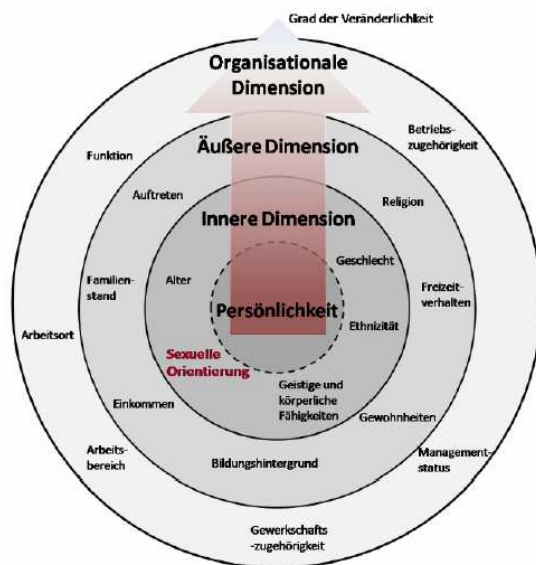 Grad der Veränderlichkeit
Organisationale
Dimension
Betriebs-
zugehörigkeit
Funktion
Äußere Dimension
Auftreten
Religion
Innere Dimension
Geschlecht
Alter
Familien-
stand
Freizeit-
verhalten
Persönlichkeit
Ethnizität
Arbeitsort
Sexuelle
Orientierung
Geistige und
körperliche
Fähigkeiten
Einkommen
Gewohnheiten
Arbeits-
bereich
Bildungshintergrund
Management-
status
Gewerkschafts
-zugehörigkeit